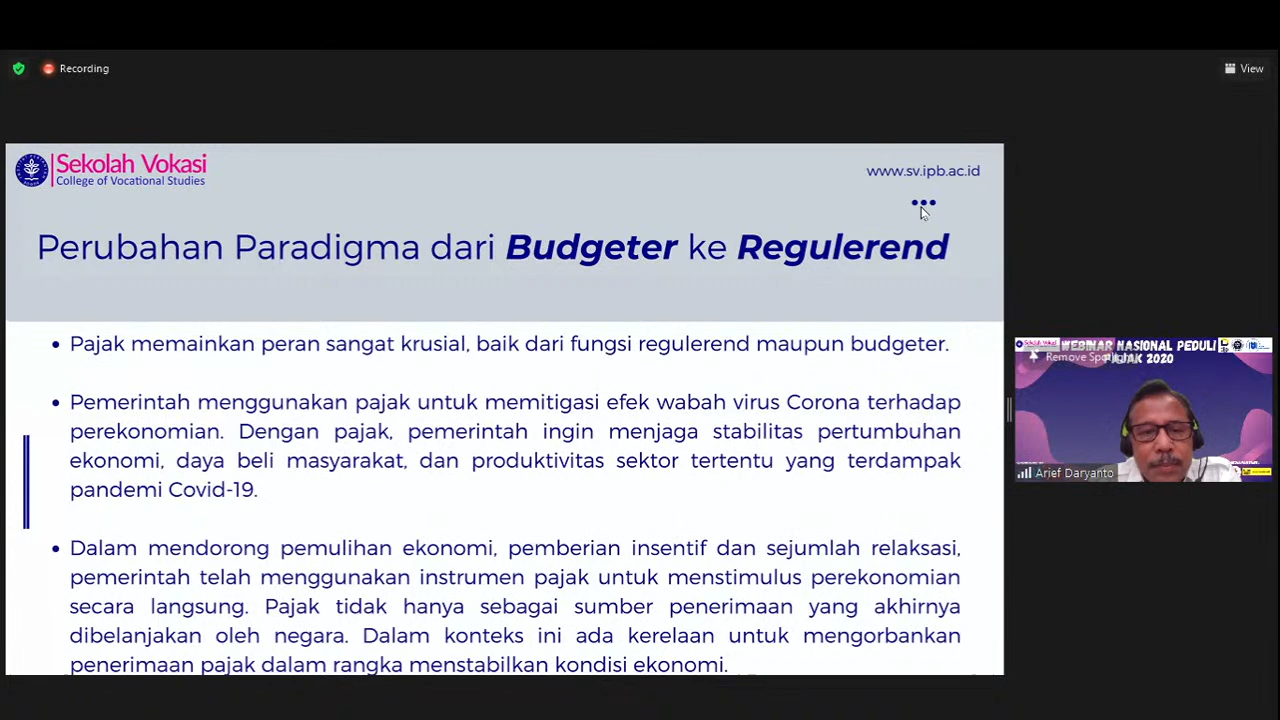 Recording
View
Sekolah Vokasi
College of Vocational Studies
www.sv.ipb.ac.id
Perubahan Paradigma dari Budgeter ke Regulerend
• Pajak memainkan peran sangat krusial, baik dari fungsi regulerend maupun budgeter.
• Pemerintah menggunakan pajak untuk memitigasi efek wabah virus Corona terhadap
perekonomian. Dengan pajak, pemerintah ingin menjaga stabilitas pertumbuhan
ekonomi, daya beli masyarakat, dan produktivitas sektor tertentu yang terdampak
pandemi Covid-19.
• Dalam mendorong pemulihan ekonomi, pemberian insentif dan sejumlah relaksasi,
pemerintah telah menggunakan instrumen pajak untuk menstimulus perekonomian
secara langsung. Pajak tidak hanya sebagai sumber penerimaan yang akhirnya
dibelanjakan oleh negara. Dalam konteks ini ada kerelaan untuk mengorbankan
penerimaan pajak dalam rangka menstabilkan kondisi ekonomi.
WEBINAR NASIONAL PEDULI
PAJAK 2020
Remove Spotlight
Arief Daryanto